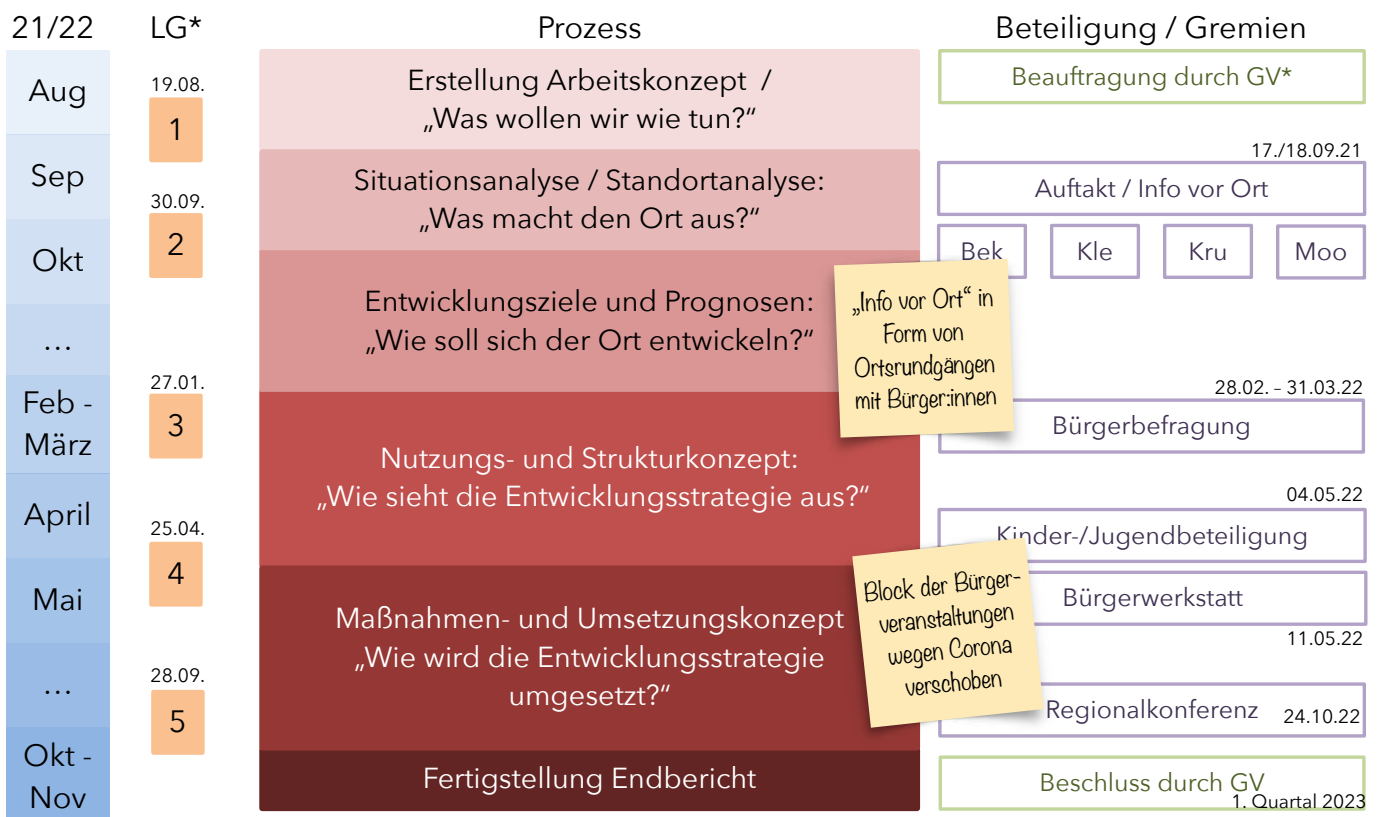 21/22
LG*
Prozess
Beteiligung / Gremien
Aug
Sep
Okt
…
Feb -
März
April
Mai
…
Okt -
Nov
19.08.
1
30.09.
2
27.01.
3
25.04.
4
28.09.
5
Erstellung Arbeitskonzept /
„Was wollen wir wie tun?“
Situationsanalyse / Standortanalyse:
„Was macht den Ort aus?“
Entwicklungsziele und Prognosen:
„Wie soll sich der Ort entwickeln?“
Nutzungs- und Strukturkonzept:
„Wie sieht die Entwicklungsstrategie aus?“
Maßnahmen- und Umsetzungskonzept
„Wie wird die Entwicklungsstrategie
umgesetzt?“
Fertigstellung Endbericht
Beauftragung durch GV*
17./18.09.21
Auftakt / Info vor Ort
Bek Kle Kru Moo
„Info vor Ort“ in
Form von
Ortsrundgängen
mit Bürger:innen
28.02. – 31.03.22
Bürgerbefragung
04.05.22
Kinder-/Jugendbeteiligung
Bürgerwerkstatt
11.05.22
Block der Bürger-
veranstaltungen
wegen Corona
verschoben
Regionalkonferenz 24.10.22
Beschluss durch GV
1. Quartal 2023